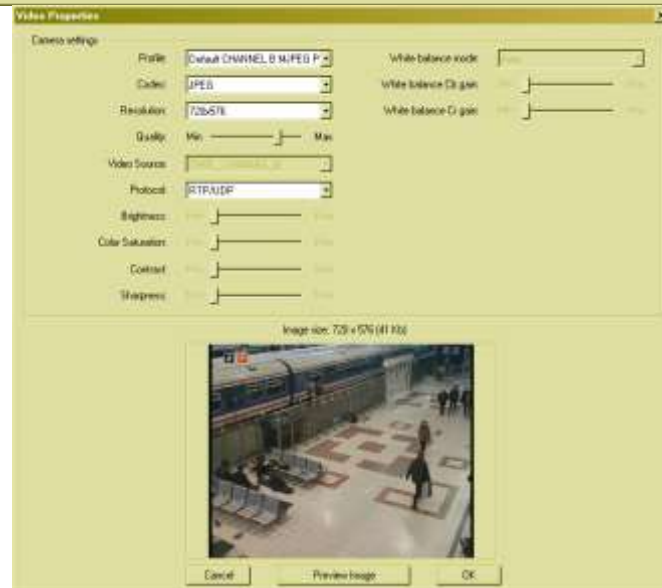 Video Properties
Camera settings
Profile: Default CHANNEL B MJPEG P
Codec: JPEG
Resolution: 720x576
Quality: Min Max
Video Source:
Protocol: RTP/UDP
Brightness:
Color Saturation:
Contrast:
Sharpness:
White balance mode:
White balance Cb gain:
White balance Cr gain:
Image size: 720 x 576 (41 Kb)
Cancel
Preview Image
OK